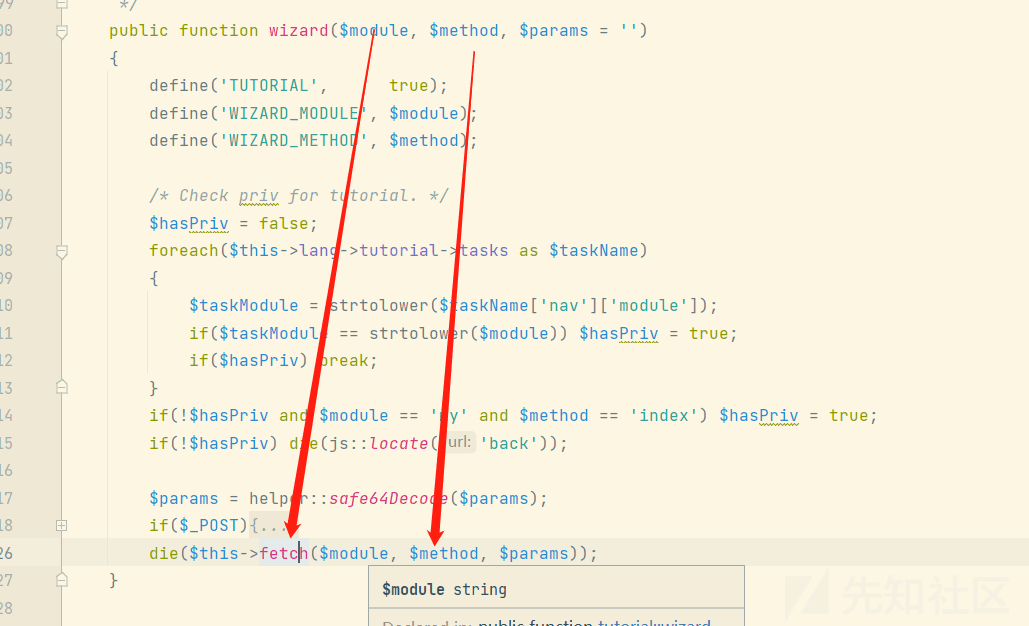 99 */
00 public function wizard($module, $method, $params = '')
01 {
02 define('TUTORIAL', true);
03 define('WIZARD_MODULE', $module);
04 define('WIZARD_METHOD', $method);
05
06 /* Check priv for tutorial. */
07 $hasPriv = false;
08 foreach($this->lang->tutorial->tasks as $taskName)
09 {
10 $taskModule = strtolower($taskName['nav']['module']);
11 if($taskModule == strtolower($module)) $hasPriv = true;
12 if($hasPriv) break;
13 }
14 if(!$hasPriv and $module == 'my' and $method == 'index') $hasPriv = true;
15 if(!$hasPriv) die(js::locate( url: 'back'));
16
17 $params = helper::safe64Decode($params);
18 if($_POST){...
26 die($this->fetch($module, $method, $params));
27 }
28
$module string
Declared in: public function tutorial::wizard
先知社区